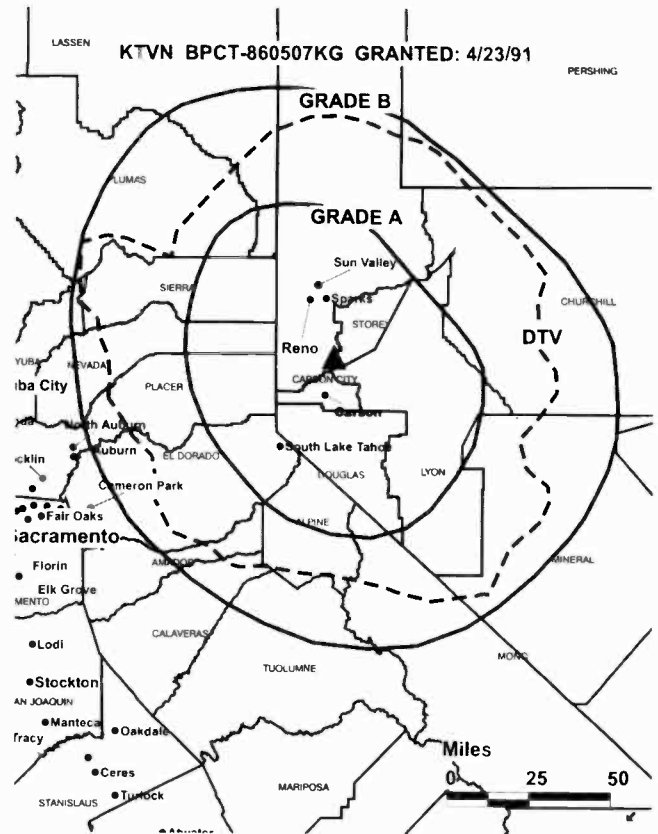 LASSEN
KTVN BPCT-860507KG GRANTED: 4/23/91
PERSHING
GRADE B
LUMAS
GRADE A
Sun Valley
SIERRA
Sparks
CHURCHILL
STOREY
Reno
DTV
YUBA
NEVADA
CARSON CITY
uba City
PLACER
Carson
North Auburn
Auburn
South Lake Tahoe
EL DORADO
cklin
DOUGLAS
LYON
Cameron Park
Fair Oaks
ALPINE
Sacramento
AMADOR
MINERAL
Florin
Elk Grove
MENTO
CALAVERAS
Lodi
MONO
TUOLUMNE
Stockton
AN JOAQUIN
Manteca
Oakdale
Tracy
Miles
0 25 50
Ceres
MARIPOSA
Turlock
STANISLAUS
Atwater